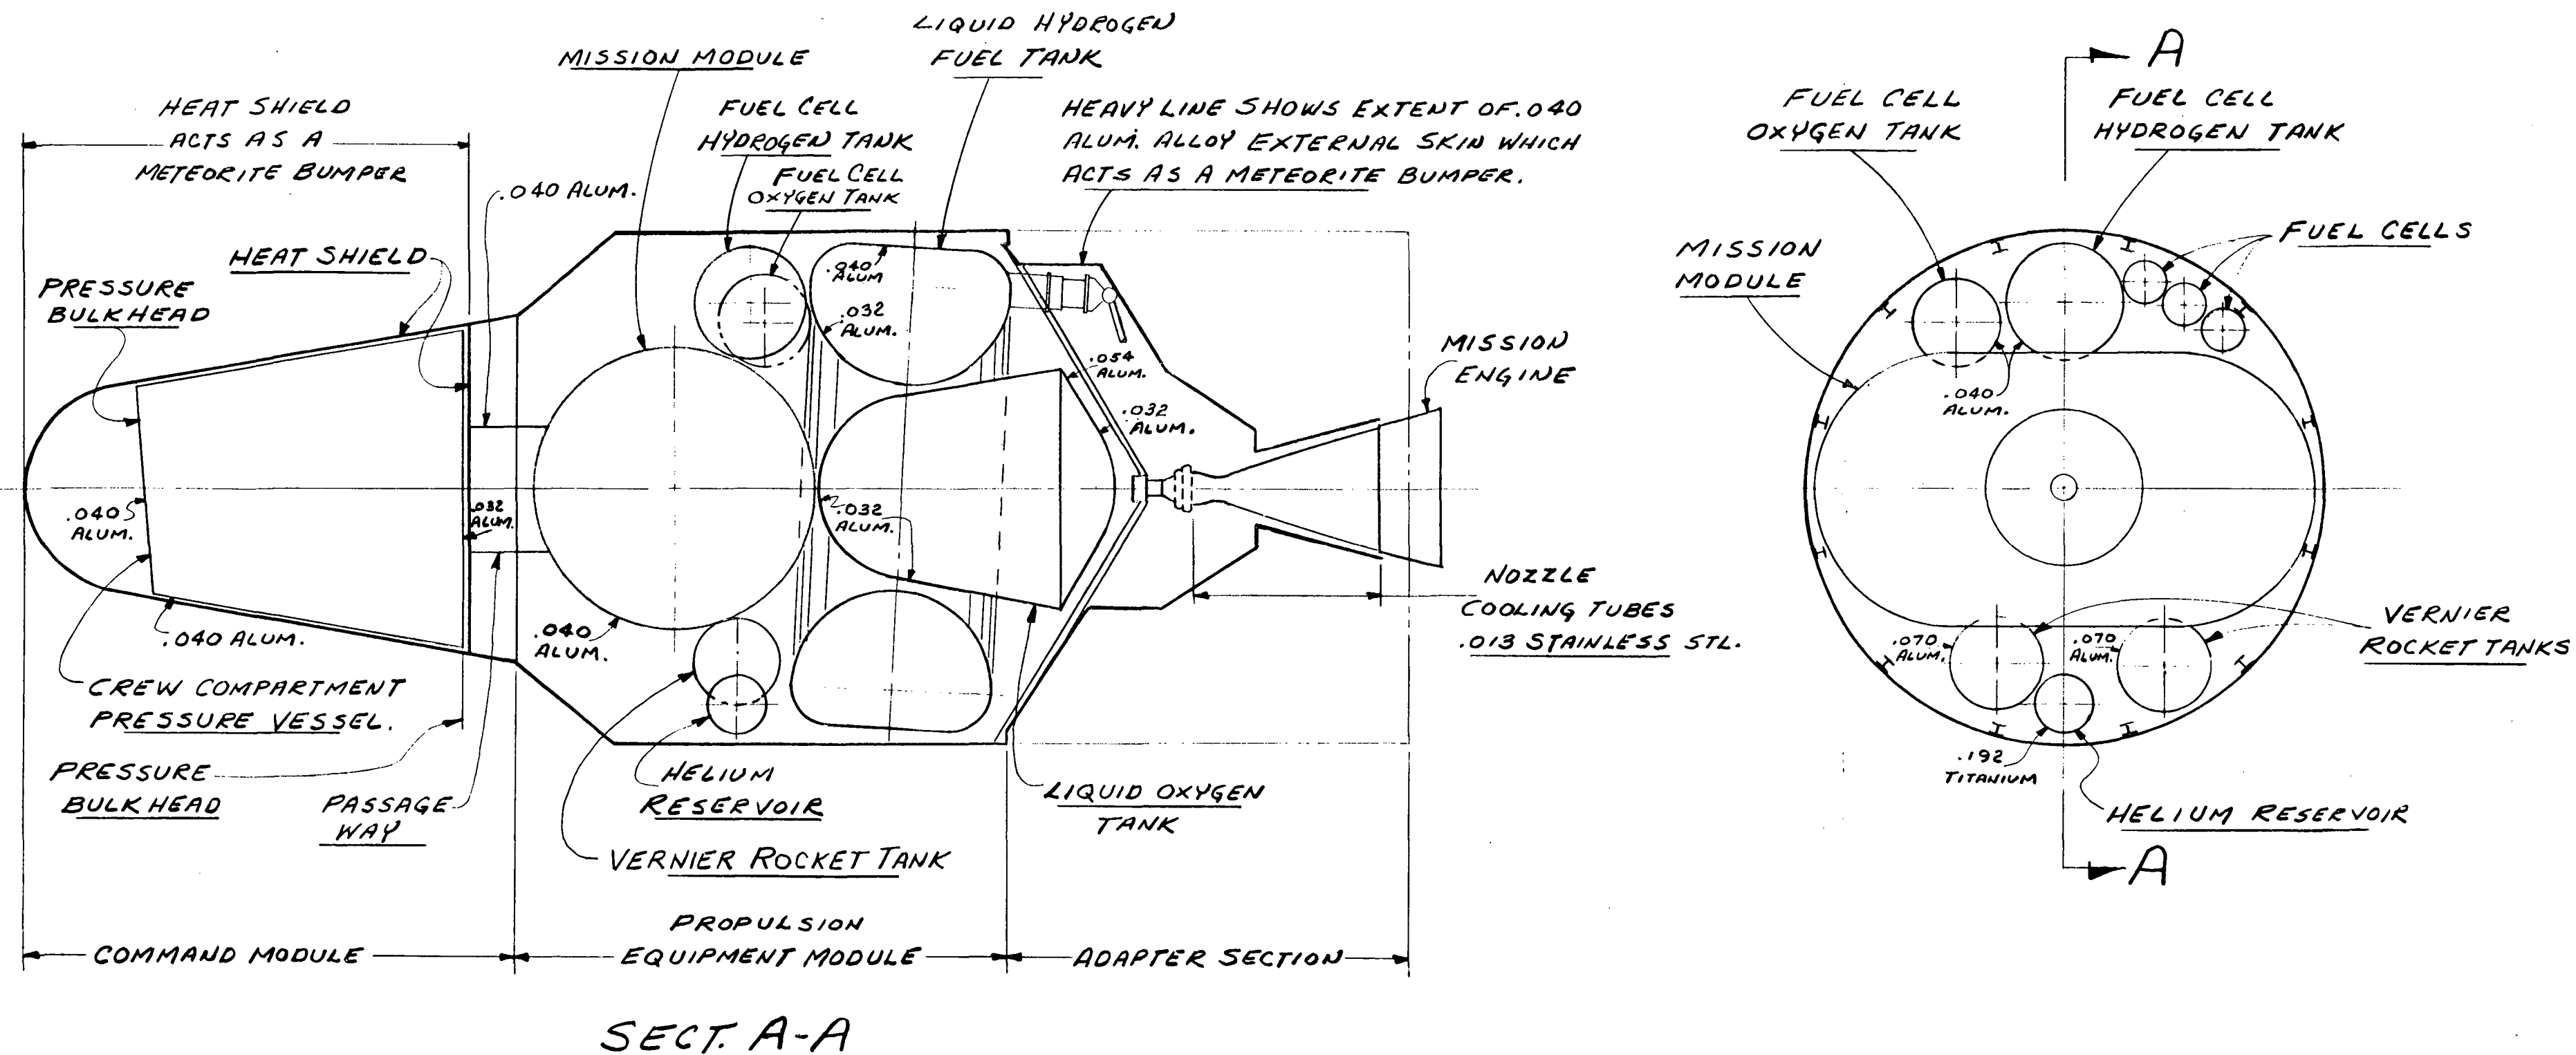 LIQUID HYDROGEN
FUEL TANK
MISSION MODULE
HEAT SHIELD
ACTS AS A
METEORITE BUMPER
FUEL CELL
HYDROGEN TANK
FUEL CELL
OXYGEN TANK
HEAVY LINE SHOWS EXTENT OF .040
ALUM. ALLOY EXTERNAL SKIN WHICH
ACTS AS A METEORITE BUMPER.
.040 ALUM.
HEAT SHIELD
PRESSURE
BULKHEAD
.040
ALUM
.032
ALUM.
.054
ALUM.
.032
ALUM.
MISSION
ENGINE
.040
ALUM.
.032
ALUM.
.032
ALUM.
.040 ALUM.
.040
ALUM.
NOZZLE
COOLING TUBES
.013 STAINLESS STL.
CREW COMPARTMENT
PRESSURE VESSEL.
PRESSURE
BULKHEAD
PASSAGE
WAY
HELIUM
RESERVOIR
LIQUID OXYGEN
TANK
VERNIER ROCKET TANK
COMMAND MODULE
PROPULSION
EQUIPMENT MODULE
ADAPTER SECTION
SECT. A-A
A
FUEL CELL
OXYGEN TANK
FUEL CELL
HYDROGEN TANK
FUEL CELLS
MISSION
MODULE
.040
ALUM.
VERNIER
ROCKET TANKS
.070
ALUM.
.070
ALUM.
.192
TITANIUM
HELIUM RESERVOIR
A